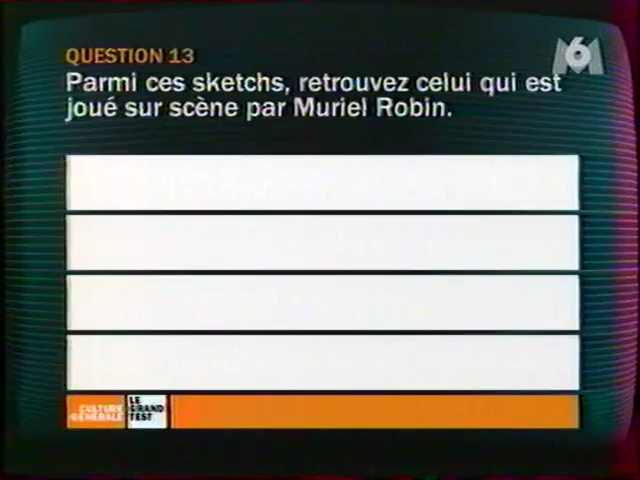 QUESTION 13
M6
Parmi ces sketchs, retrouvez celui qui est
joué sur scène par Muriel Robin.
CULTURE
GÉNÉRALE
LE
GRAND
TEST